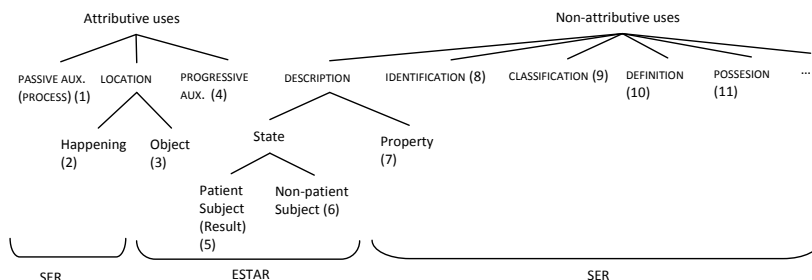 Attributive uses
Non-attributive uses
PASSIVE AUX.
(PROCESS) (1)
LOCATION
PROGRESSIVE
AUX. (4)
DESCRIPTION
IDENTIFICATION (8)
CLASSIFICATION (9)
DEFINITION
(10)
POSSESION
(11)
...
Happening
(2)
Object
(3)
State
Property
(7)
Patient
Subject
(Result)
(5)
Non-patient
Subject (6)
SER
ESTAR
SER